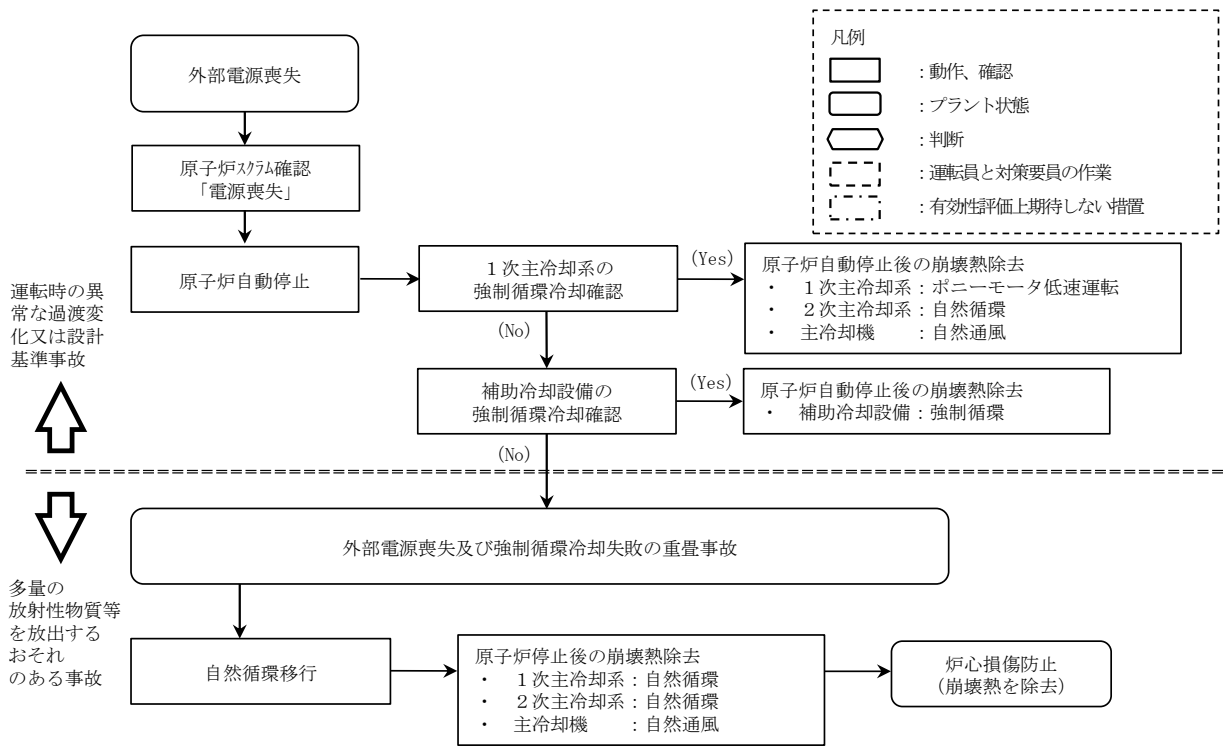 外部電源喪失
原子炉スクラム確認
「電源喪失」
原子炉自動停止
1次主冷却系の
強制循環冷却確認
(Yes)
原子炉自動停止後の崩壊熱除去
・ 1次主冷却系:ポニーモータ低速運転
・ 2次主冷却系:自然循環
・ 主冷却機 :自然通風
(No)
補助冷却設備の
強制循環冷却確認
(Yes)
原子炉自動停止後の崩壊熱除去
・ 補助冷却設備:強制循環
(No)
凡例
:動作、確認
:プラント状態
:判断
:運転員と対策要員の作業
:有効性評価上期待しない措置
運転時の異
常な過渡変
化又は設計
基準事故
多量の
放射性物質等
を放出する
おそれ
のある事故
外部電源喪失及び強制循環冷却失敗の重畳事故
自然循環移行
原子炉停止後の崩壊熱除去
・ 1次主冷却系:自然循環
・ 2次主冷却系:自然循環
・ 主冷却機 :自然通風
炉心損傷防止
(崩壊熱を除去)